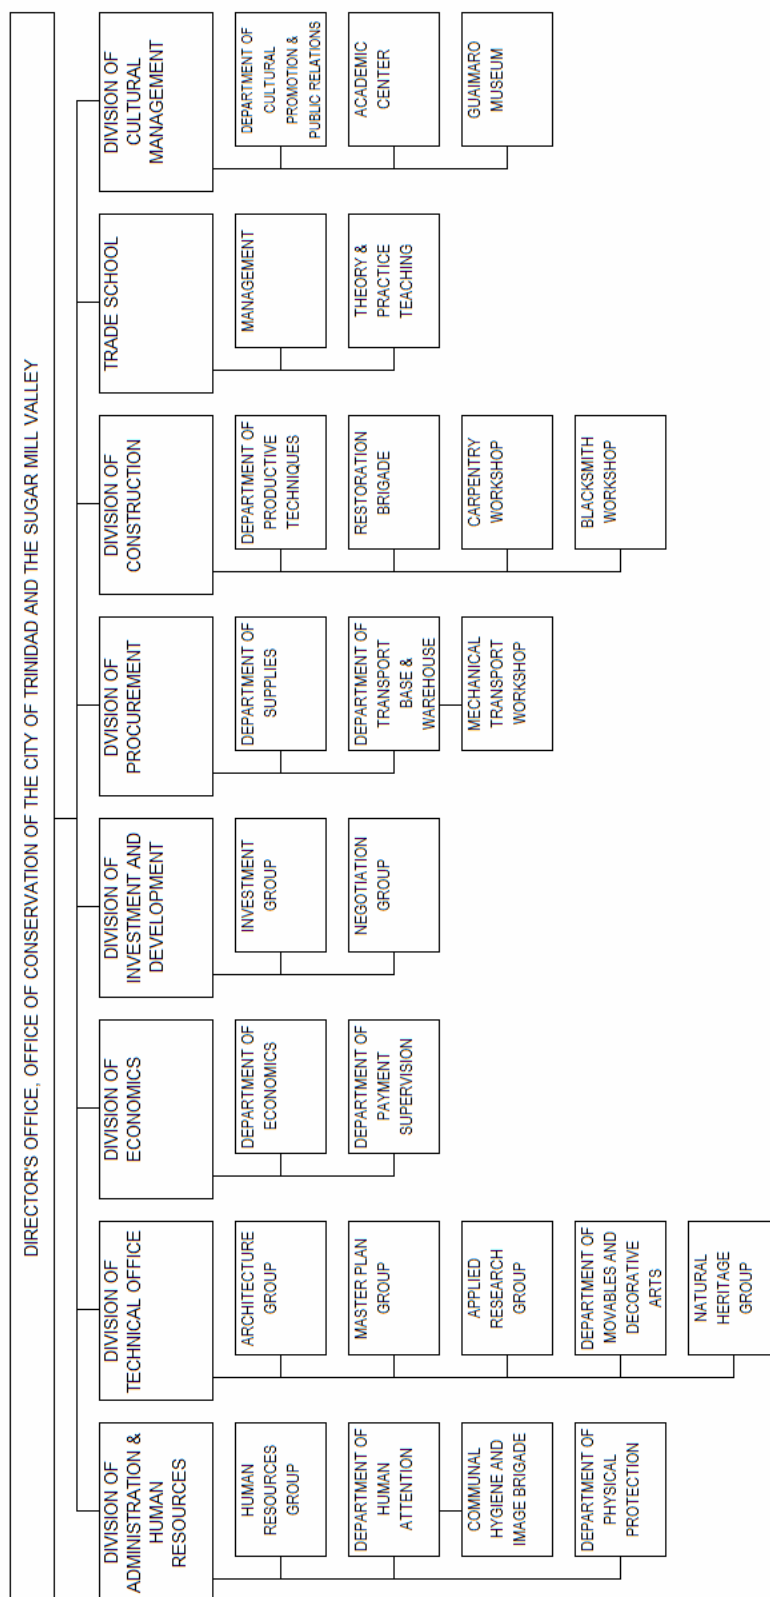 DIRECTOR'S OFFICE, OFFICE OF CONSERVATION OF THE CITY OF TRINIDAD AND THE SUGAR MILL VALLEY
DIVISION OF
ADMINISTRATION &
HUMAN
RESOURCES
HUMAN
RESOURCES
GROUP
DEPARTMENT OF
HUMAN
ATTENTION
COMMUNAL
HYGIENE AND
IMAGE BRIGADE
DEPARTMENT OF
PHYSICAL
PROTECTION
DIVISION OF
TECHNICAL OFFICE
ARCHITECTURE
GROUP
MASTER PLAN
GROUP
APPLIED
RESEARCH
GROUP
DEPARTMENT OF
MOVABLES AND
DECORATIVE
ARTS
NATURAL
HERITAGE
GROUP
DIVISION OF
ECONOMICS
DEPARTMENT OF
ECONOMICS
DEPARTMENT OF
PAYMENT
SUPERVISION
DIVISION OF
INVESTMENT AND
DEVELOPMENT
INVESTMENT
GROUP
NEGOTIATION
GROUP
DVISION OF
PROCUREMENT
DEPARTMENT OF
SUPPLIES
DEPARTMENT OF
TRANSPORT
BASE &
WAREHOUSE
MECHANICAL
TRANSPORT
WORKSHOP
DIVISION OF
CONSTRUCTION
DEPARTMENT OF
PRODUCTIVE
TECHNIQUES
RESTORATION
BRIGADE
CARPENTRY
WORKSHOP
BLACKSMITH
WORKSHOP
TRADE SCHOOL
MANAGEMENT
THEORY &
PRACTICE
TEACHING
DIVISION OF
CULTURAL
MANAGEMENT
DEPARTMENT OF
CULTURAL
PROMOTION &
PUBLIC RELATIONS
ACADEMIC
CENTER
GUAIMARO
MUSEUM